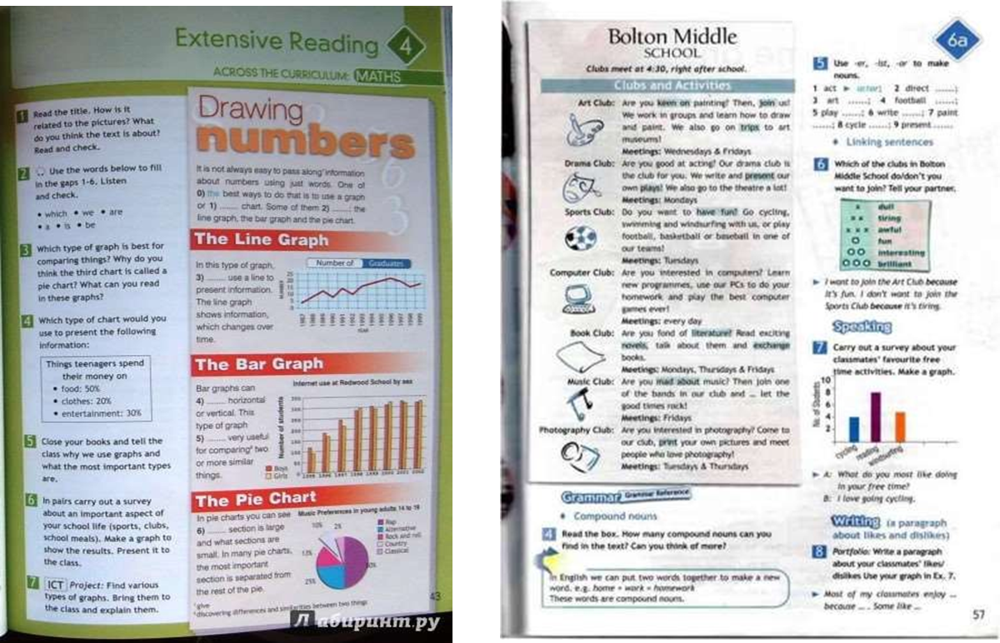 Extensive Reading 4
ACROSS THE CURRICULUM: MATHS
1 Read the title. How is it
related to the pictures? What
do you think the text is about?
Read and check.
2 Use the words below to fill
in the gaps 1-6. Listen
and check.
• which • we • are
• a • is • be
3 Which type of graph is best for
comparing things? Why do you
think the third chart is called a
pie chart? What can you read
in these graphs?
4 Which type of chart would you
use to present the following
information:
Things teenagers spend
their money on
• food: 50%
• clothes: 20%
• entertainment: 30%
5 Close your books and tell the
class why we use graphs and
what the most important types
are.
6 In pairs carry out a survey
about an important aspect of
your school life (sports, clubs,
school meals). Make a graph to
show the results. Present it to
the class.
7 ICT Project: Find various
types of graphs. Bring them to
the class and explain them.
Drawing
numbers
It is not always easy to pass along¹ information
about numbers using just words. One of
0) the best ways to do that is to use a graph
or 1) ...... chart. Some of them 2) ...... the
line graph, the bar graph and the pie chart.
The Line Graph
In this type of graph,
3) ...... use a line to
present information.
The line graph
shows information,
which changes over
time.
Number of Graduates
NUMBER
25
20
15
10
5
0
YEAR
The Bar Graph
Bar graphs can
4) ...... horizontal
or vertical. This
type of graph
5) ...... very useful
for comparing² two
or more similar
things.
Internet use at Redwood School by sex
Number of students
Boys
Girls
The Pie Chart
In pie charts you can see
6) ...... section is large
and what sections are
small. In many pie charts,
the most important
section is separated from
the rest of the pie.
Music Preferences in young adults 14 to 19
10% 2%
13%
25%
50%
Rap
Alternative
Rock and roll
Country
Classical
¹ give
² discovering differences and similarities between two things
43
Лабиринт.ру
6a
Bolton Middle
SCHOOL
Clubs meet at 4:30, right after school.
Clubs and Activities
Art Club: Are you keen on painting? Then, join us!
We work in groups and learn how to draw
and paint. We also go on trips to art
museums!
Meetings: Wednesdays & Fridays
Drama Club: Are you good at acting? Our drama club is
the club for you. We write and present our
own plays! We also go to the theatre a lot!
Meetings: Mondays
Sports Club: Do you want to have fun? Go cycling,
swimming and windsurfing with us, or play
football, basketball or baseball in one of
our teams!
Meetings: Tuesdays
Computer Club: Are you interested in computers? Learn
new programmes, use our PCs to do your
homework and play the best computer
games ever!
Meetings: every day
Book Club: Are you fond of literature? Read exciting
novels, talk about them and exchange
books.
Meetings: Mondays, Thursdays & Fridays
Music Club: Are you mad about music? Then join one
of the bands in our club and ... let the
good times rock!
Meetings: Fridays
Photography Club: Are you interested in photography? Come to
our club, print your own pictures and meet
people who love photography!
Meetings: Tuesdays & Thursdays
Grammar Grammar Reference
• Compound nouns
4 Read the box. How many compound nouns can you
find in the text? Can you think of more?
In English we can put two words together to make a new
word. e.g. home + work = homework
These words are compound nouns.
5 Use -er, -ist, -or to make
nouns.
1 act ► actor; 2 direct ......;
3 art ......; 4 football ......;
5 play ......; 6 write ......; 7 paint
......; 8 cycle ......; 9 present ......
• Linking sentences
6 Which of the clubs in Bolton
Middle School do/don't you
want to join? Tell your partner.
x dull
x x tiring
x x x awful
O fun
OO interesting
OOO brilliant
► I want to join the Art Club because
it's fun. I don't want to join the
Sports Club because it's tiring.
Speaking
7 Carry out a survey about your
classmates' favourite free
time activities. Make a graph.
No. of Students
10
8
6
4
2
cycling
reading
windsurfing
► A: What do you most like doing
in your free time?
B: I love going cycling.
Writing (a paragraph
about likes and dislikes)
8 Portfolio: Write a paragraph
about your classmates' likes/
dislikes Use your graph in Ex. 7.
► Most of my classmates enjoy ...
because ... . Some like ...
57